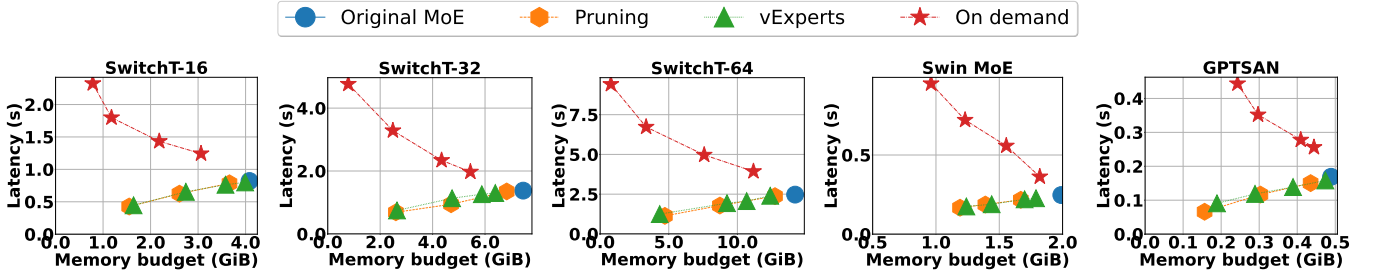 Original MoE Pruning vExperts On demand
SwitchT-16 SwitchT-32 SwitchT-64 Swin MoE GPTSAN
Latency (s)
2.0
1.5
1.0
0.5
0.0
0.0 1.0 2.0 3.0 4.0
Memory budget (GiB)
Latency (s)
4.0
2.0
0.0
0.0 2.0 4.0 6.0
Memory budget (GiB)
Latency (s)
7.5
5.0
2.5
0.0
0.0 5.0 10.0
Memory budget (GiB)
Latency (s)
0.5
0.0
0.5 1.0 1.5 2.0
Memory budget (GiB)
Latency (s)
0.4
0.3
0.2
0.1
0.0
0.0 0.1 0.2 0.3 0.4 0.5
Memory budget (GiB)